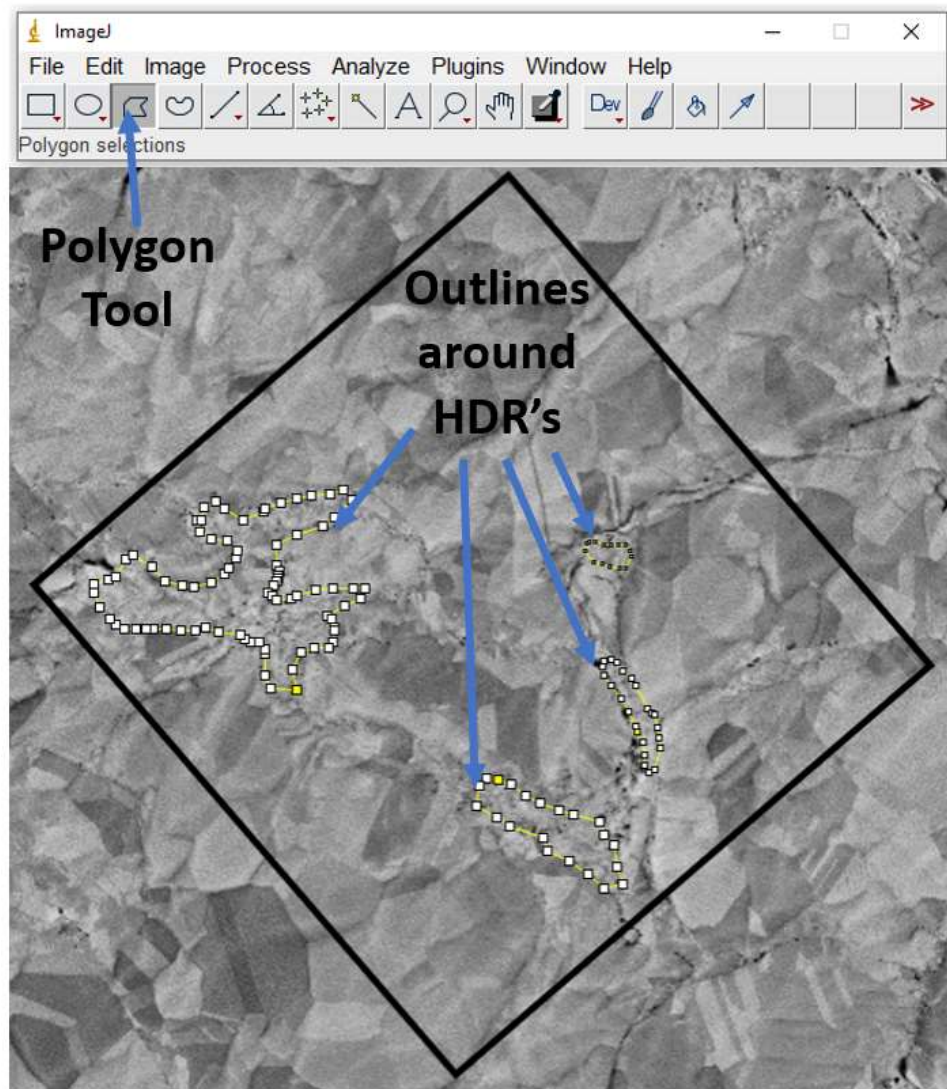 ImageJ
File Edit Image Process Analyze Plugins Window Help
Dev
Polygon selections
Polygon
Tool
Outlines
around
HDR's